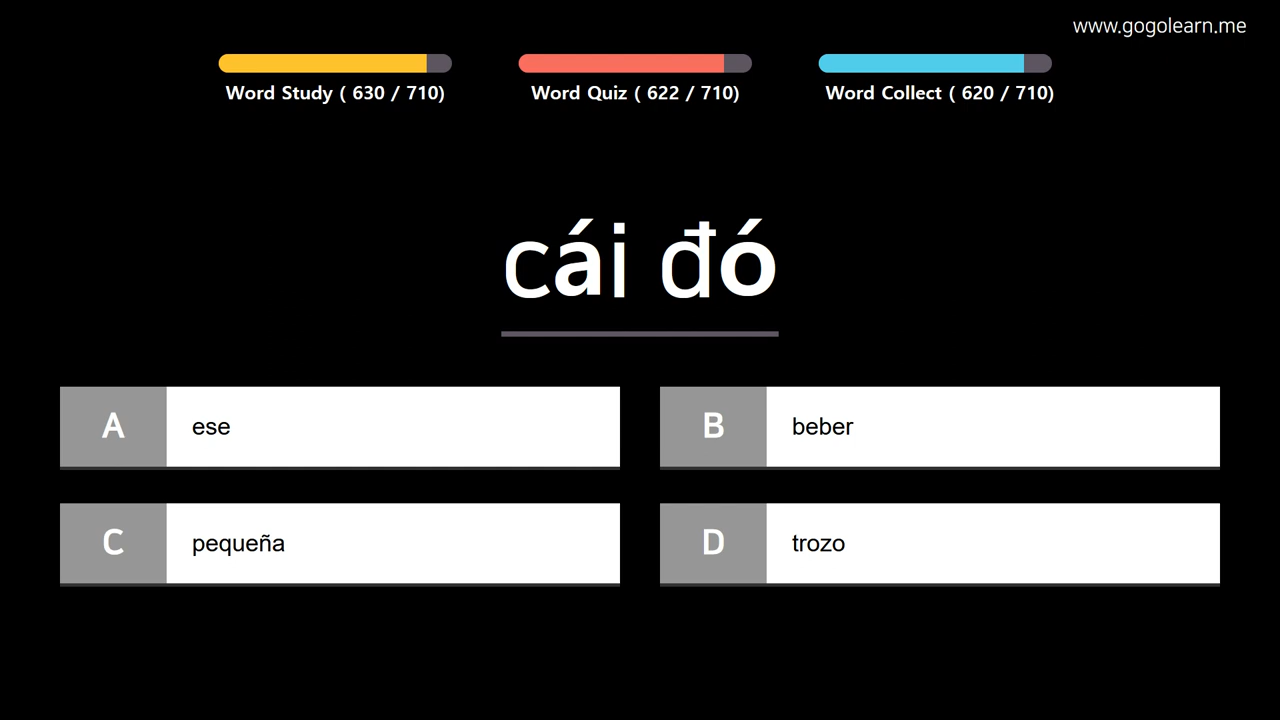 www.gogolearn.me
Word Study ( 630 / 710)
Word Quiz ( 622 / 710)
Word Collect ( 620 / 710)
cái đó
A ese
B beber
C pequeña
D trozo